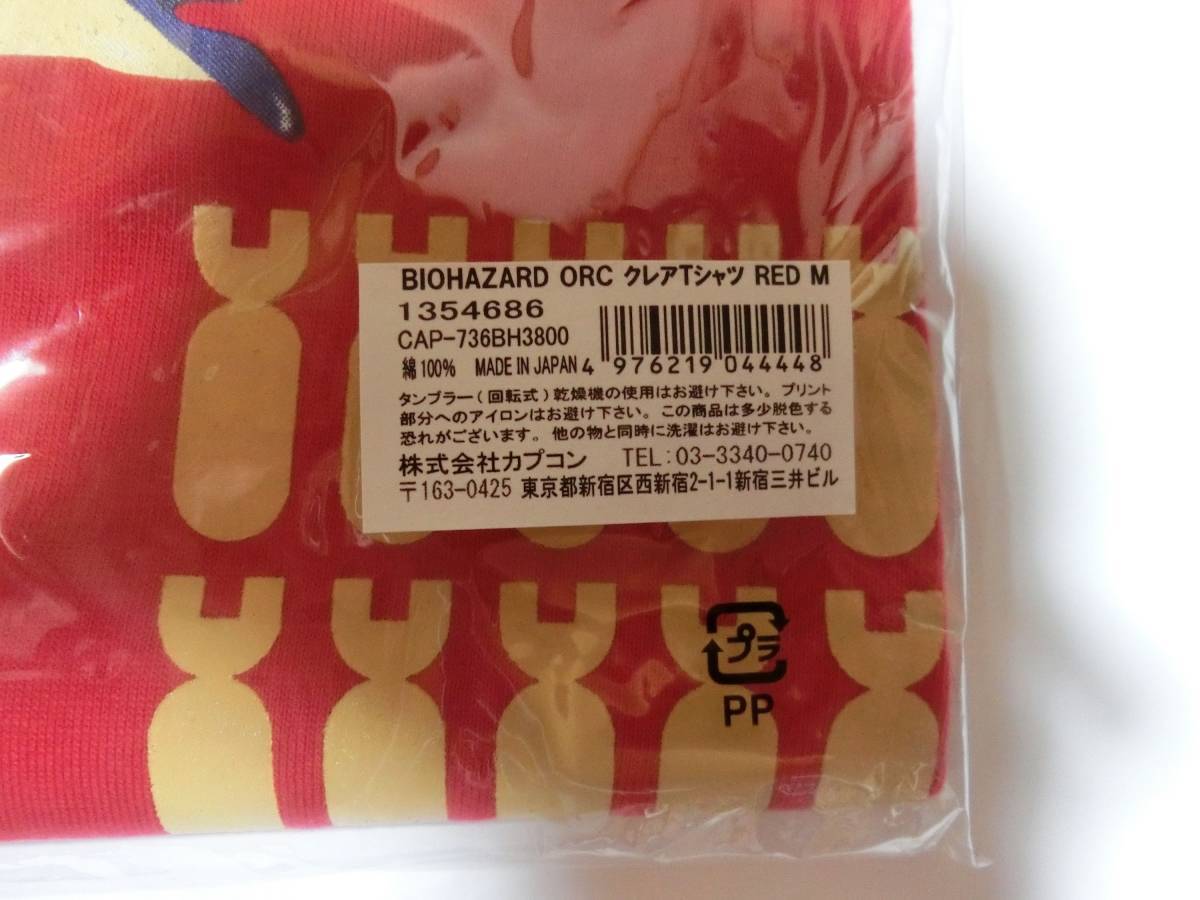 BIOHAZARD ORC クレアTシャツ RED M
1354686
CAP-736BH3800
綿100% MADE IN JAPAN
4 976219 044448
タンブラー(回転式)乾燥機の使用はお避け下さい。プリント
部分へのアイロンはお避け下さい。この商品は多少脱色する
恐れがございます。他の物と同時に洗濯はお避け下さい。
株式会社カプコン TEL:03-3340-0740
〒163-0425 東京都新宿区西新宿2-1-1新宿三井ビル
プラ
PP